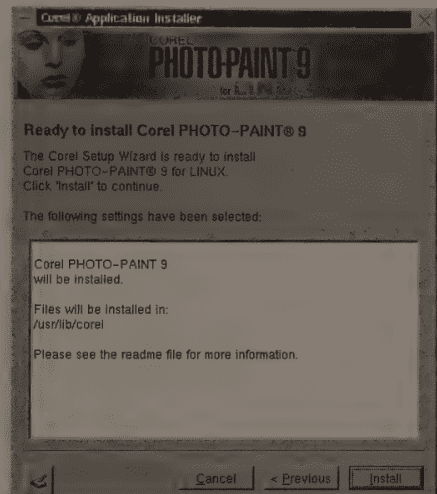 Corel® Application Installer
COREL
PHOTO-PAINT 9
for LINUX
Ready to install Corel PHOTO-PAINT® 9
The Corel Setup Wizard is ready to install
Corel PHOTO-PAINT® 9 for LINUX.
Click "Install" to continue.
The following settings have been selected:
Corel PHOTO-PAINT 9
will be installed.
Files will be installed in:
/usr/lib/corel
Please see the readme file for more information.
Cancel
< Previous
Install